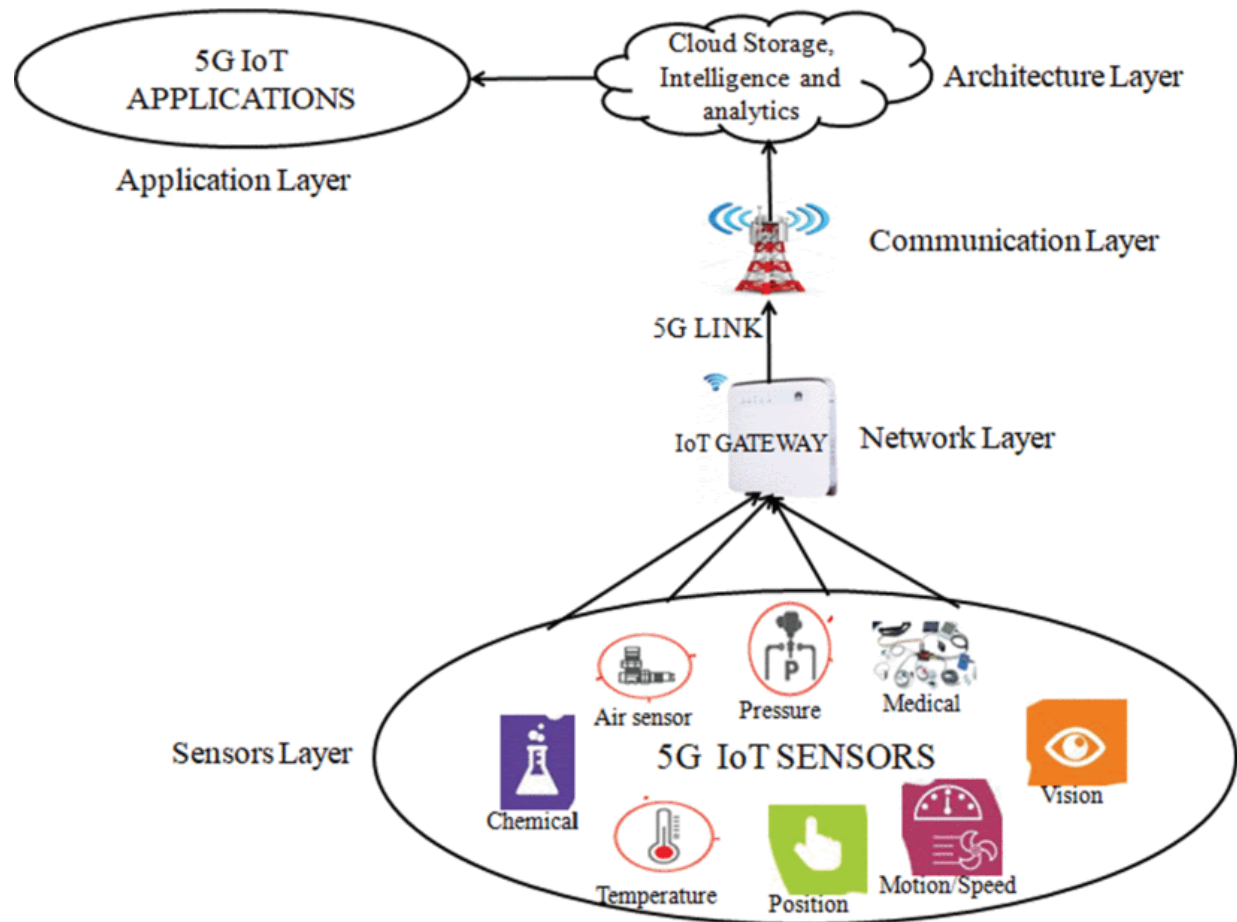 5G IoT
APPLICATIONS
Application Layer
Cloud Storage,
Intelligence and
analytics
Architecture Layer
Communication Layer
5G LINK
IoT GATEWAY
Network Layer
Sensors Layer
Air sensor
Pressure
P
Medical
5G IoT SENSORS
Chemical
Vision
Temperature
Position
Motion/Speed